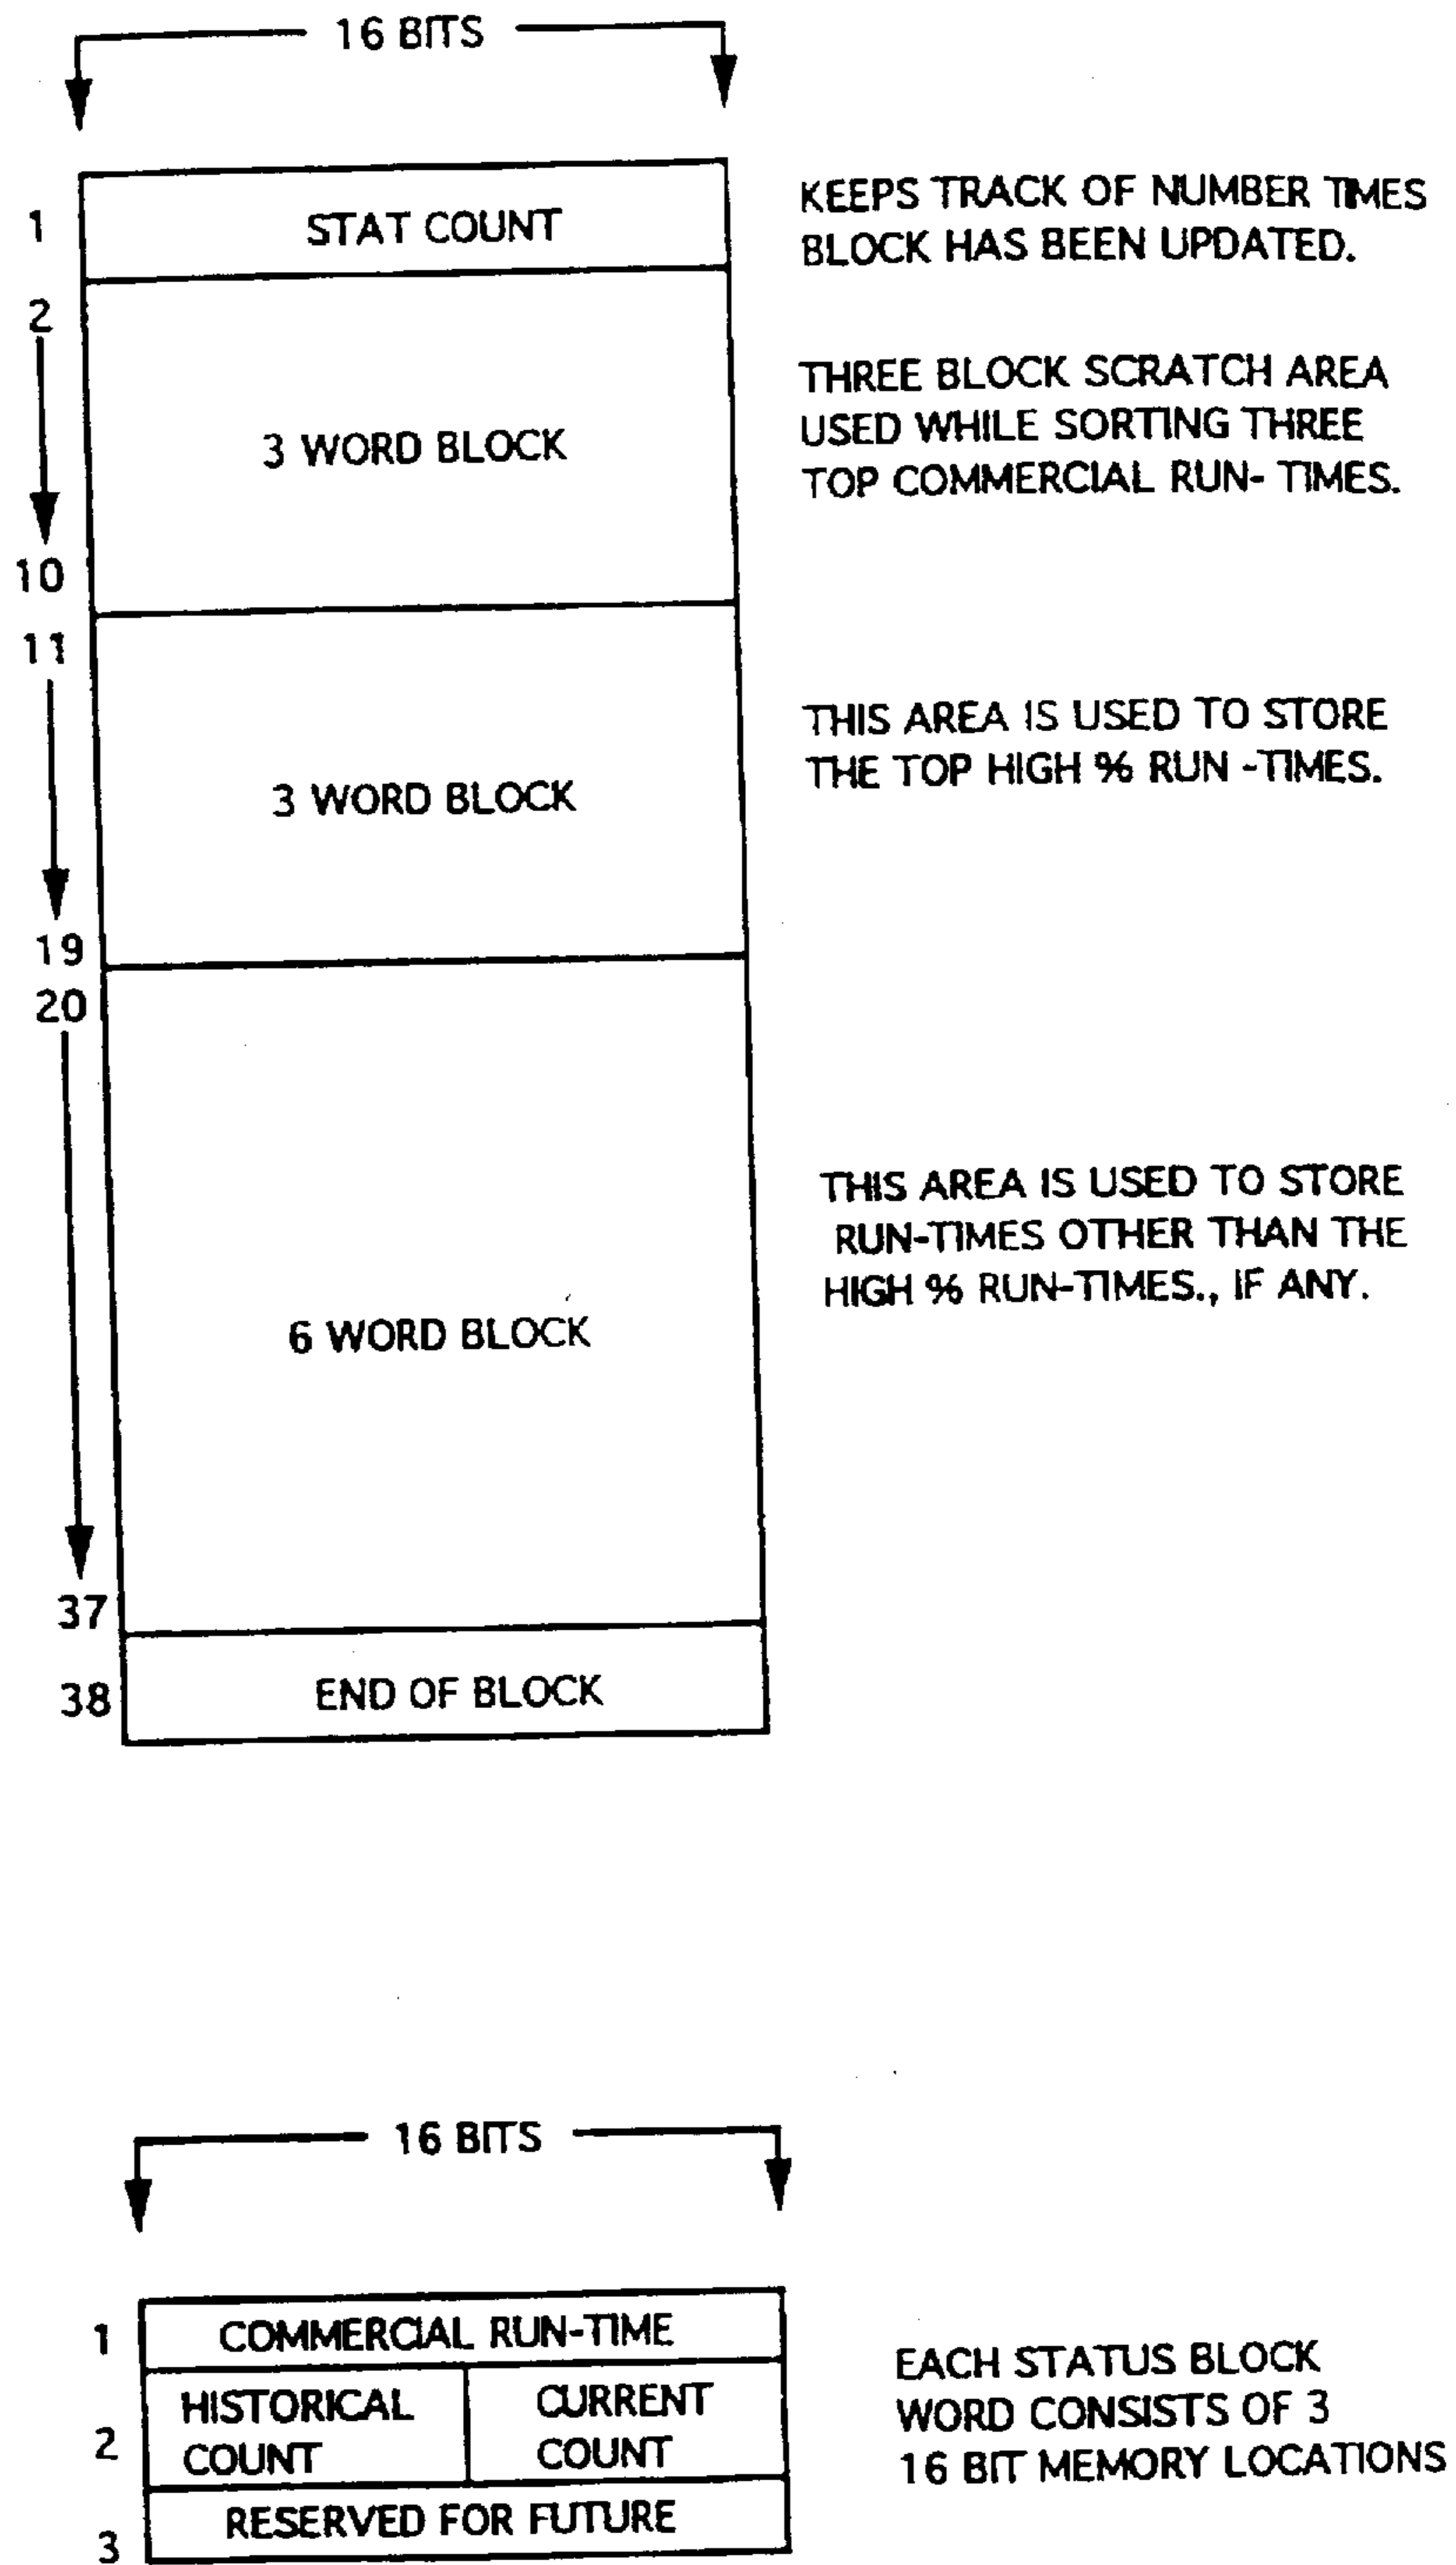 16 BITS
1
STAT COUNT
KEEPS TRACK OF NUMBER TIMES
BLOCK HAS BEEN UPDATED.
2
3 WORD BLOCK
10
THREE BLOCK SCRATCH AREA
USED WHILE SORTING THREE
TOP COMMERCIAL RUN- TIMES.
11
3 WORD BLOCK
19
THIS AREA IS USED TO STORE
THE TOP HIGH % RUN -TIMES.
20
6 WORD BLOCK
37
THIS AREA IS USED TO STORE
RUN-TIMES OTHER THAN THE
HIGH % RUN-TIMES., IF ANY.
38
END OF BLOCK
16 BITS
1
COMMERCIAL RUN-TIME
2
HISTORICAL
COUNT
CURRENT
COUNT
3
RESERVED FOR FUTURE
EACH STATUS BLOCK
WORD CONSISTS OF 3
16 BIT MEMORY LOCATIONS